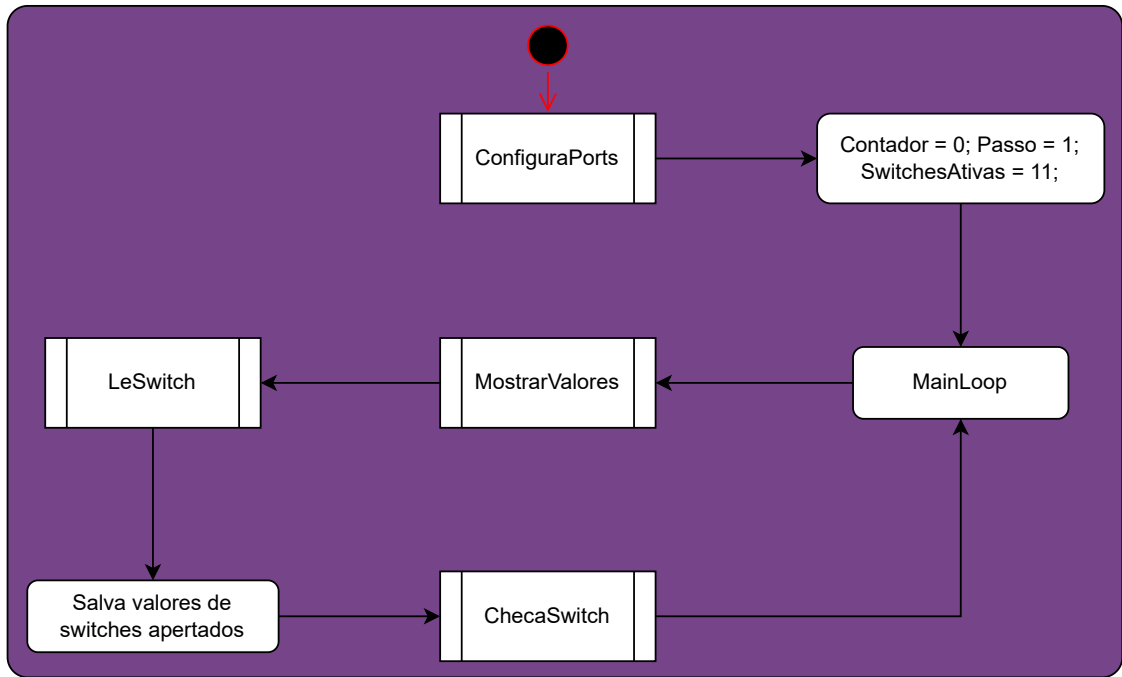 ConfiguraPorts
Contador = 0; Passo = 1;
SwitchesAtivas = 11;
LeSwitch
MostrarValores
MainLoop
Salva valores de
switches apertados
ChecaSwitch